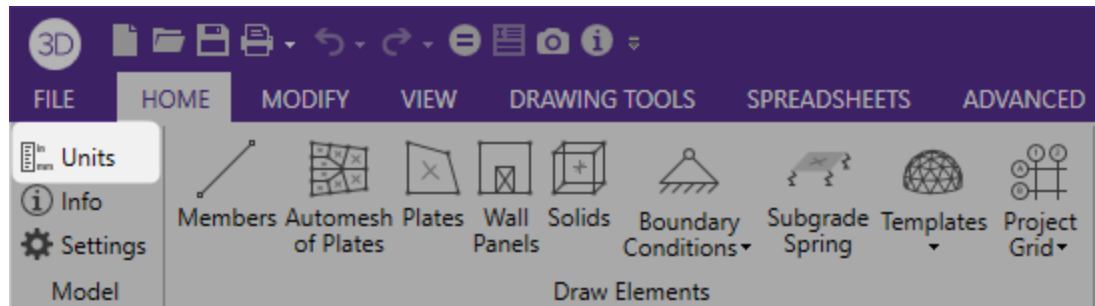 3D
FILE HOME MODIFY VIEW DRAWING TOOLS SPREADSHEETS ADVANCED
in
mm
Units
Info
Settings
Model
Members
Automesh
of Plates
Plates
Wall
Panels
Solids
Boundary
Conditions
Subgrade
Spring
Templates
Project
Grid
Draw Elements